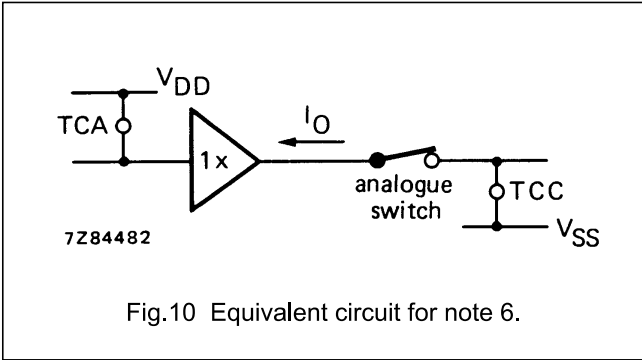 VDD
TCA
IO
1x
analogue
switch
TCC
VSS
7Z84482
Fig.10 Equivalent circuit for note 6.